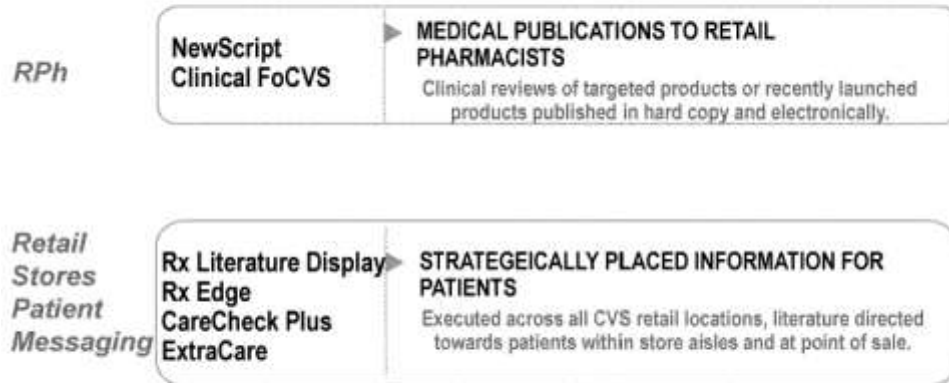 RPh
NewScript
Clinical FoCVS
MEDICAL PUBLICATIONS TO RETAIL
PHARMACISTS
Clinical reviews of targeted products or recently launched
products published in hard copy and electronically.
Retail
Stores
Patient
Messaging
Rx Literature Display
Rx Edge
CareCheck Plus
ExtraCare
STRATEGEICALLY PLACED INFORMATION FOR
PATIENTS
Executed across all CVS retail locations, literature directed
towards patients within store aisles and at point of sale.